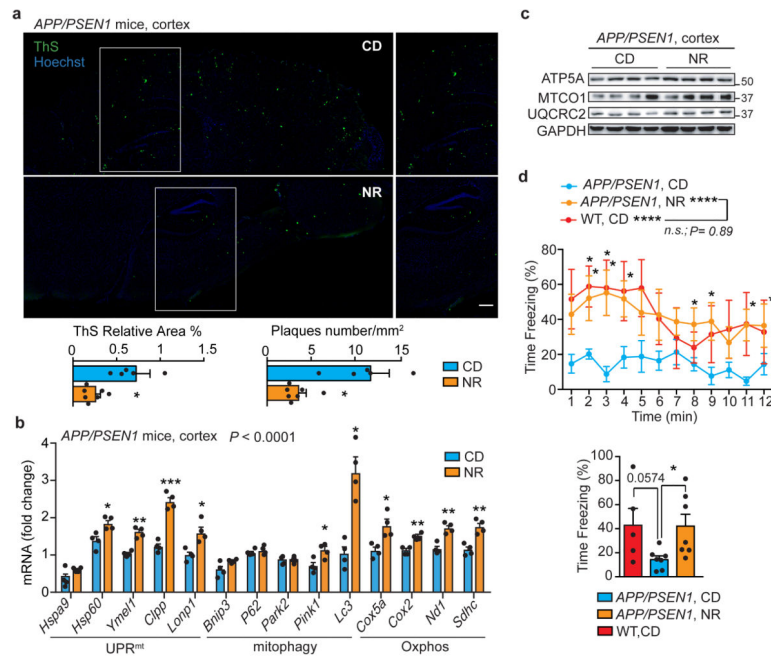 a
APP/PSEN1 mice, cortex
ThS
Hoechst
CD
NR
ThS Relative Area %
0 0.5 1 1.5
Plaques number/mm²
0 5 10 15
CD
NR
*
*
b
APP/PSEN1 mice, cortex P < 0.0001
CD
NR
mRNA (fold change)
4
3
2
1
0
* ** *** * * * * ** ** **
Hspa9 Hsp60 Ymel1 Clpp Lonp1 Bnip3 P62 Park2 Pink1 Lc3 Cox5a Cox2 Nd1 Sdhc
UPRmt mitophagy Oxphos
c
APP/PSEN1, cortex
CD NR
ATP5A 50
MTCO1 37
UQCRC2 37
GAPDH
d
APP/PSEN1, CD
APP/PSEN1, NR ****
WT, CD ****
n.s.; P= 0.89
Time Freezing (%)
80
60
40
20
0
* * * * * * * * *
1 2 3 4 5 6 7 8 9 10 11 12
Time (min)
Time Freezing (%)
100
80
60
40
20
0
0.0574 *
APP/PSEN1, CD
APP/PSEN1, NR
WT,CD